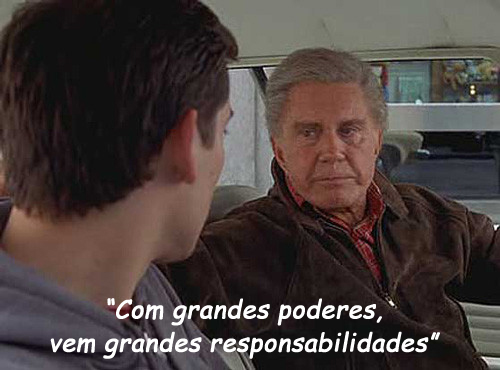 "Com grandes poderes,
vem grandes responsabilidades"